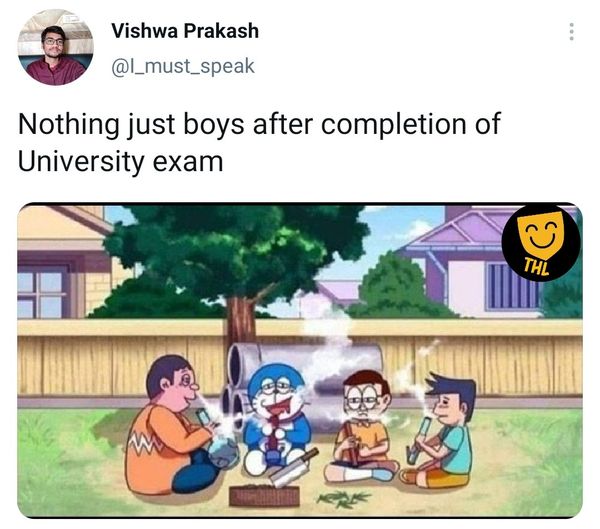 Vishwa Prakash
@I_must_speak
Nothing just boys after completion of
University exam
THL